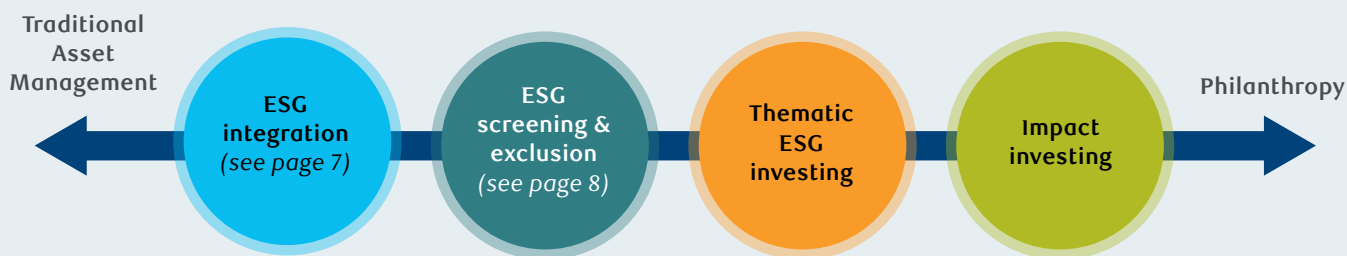 Traditional
Asset
Management
ESG
integration
(see page 7)
ESG
screening &
exclusion
(see page 8)
Thematic
ESG
investing
Impact
investing
Philanthropy